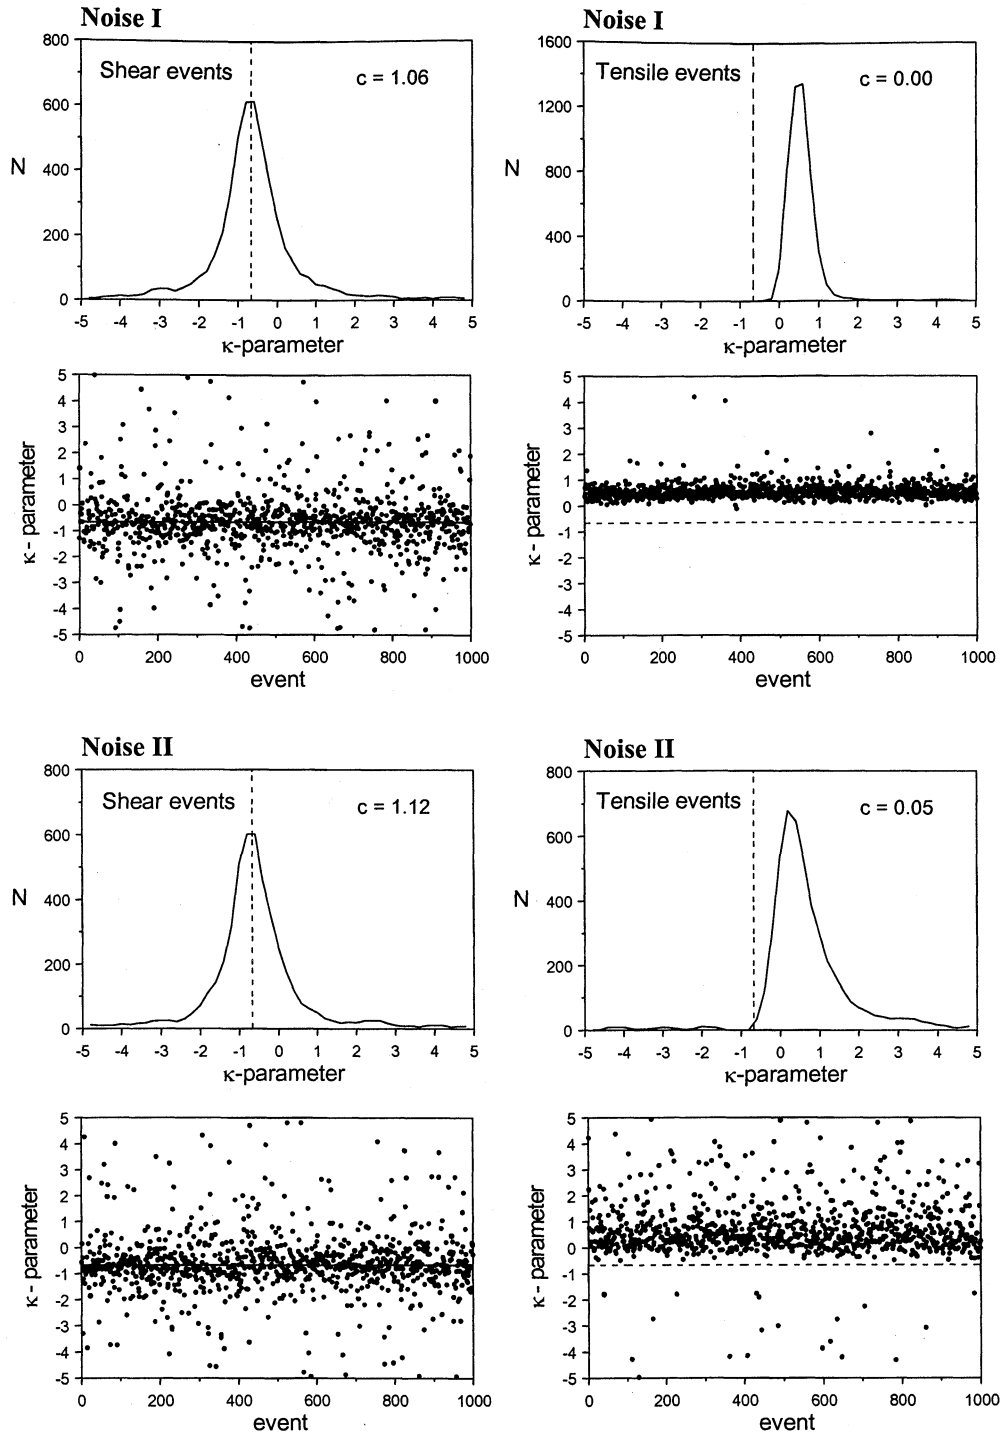 Noise I
Noise I
Shear events
c = 1.06
N
800
600
400
200
0
-5 -4 -3 -2 -1 0 1 2 3 4 5
κ-parameter
Tensile events
c = 0.00
N
1600
1200
800
400
0
-5 -4 -3 -2 -1 0 1 2 3 4 5
κ-parameter
κ- parameter
5
4
3
2
1
0
-1
-2
-3
-4
-5
0 200 400 600 800 1000
event
κ- parameter
5
4
3
2
1
0
-1
-2
-3
-4
-5
0 200 400 600 800 1000
event
Noise II
Noise II
Shear events
c = 1.12
N
800
600
400
200
0
-5 -4 -3 -2 -1 0 1 2 3 4 5
κ-parameter
Tensile events
c = 0.05
N
800
600
400
200
0
-5 -4 -3 -2 -1 0 1 2 3 4 5
κ-parameter
κ- parameter
5
4
3
2
1
0
-1
-2
-3
-4
-5
0 200 400 600 800 1000
event
κ- parameter
5
4
3
2
1
0
-1
-2
-3
-4
-5
0 200 400 600 800 1000
event